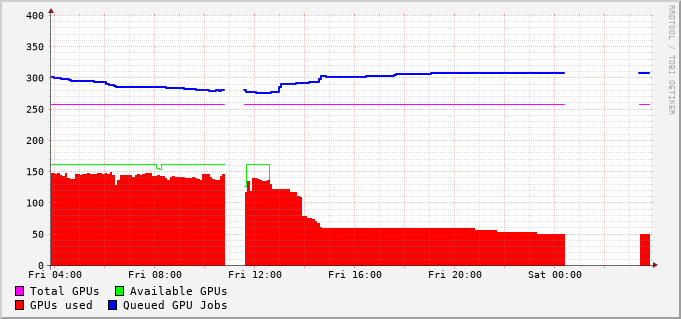 RRDTOOL / TOBI OETIKER
400
350
300
250
200
150
100
50
0
Fri 04:00 Fri 08:00 Fri 12:00 Fri 16:00 Fri 20:00 Sat 00:00
Total GPUs Available GPUs
GPUs used Queued GPU Jobs